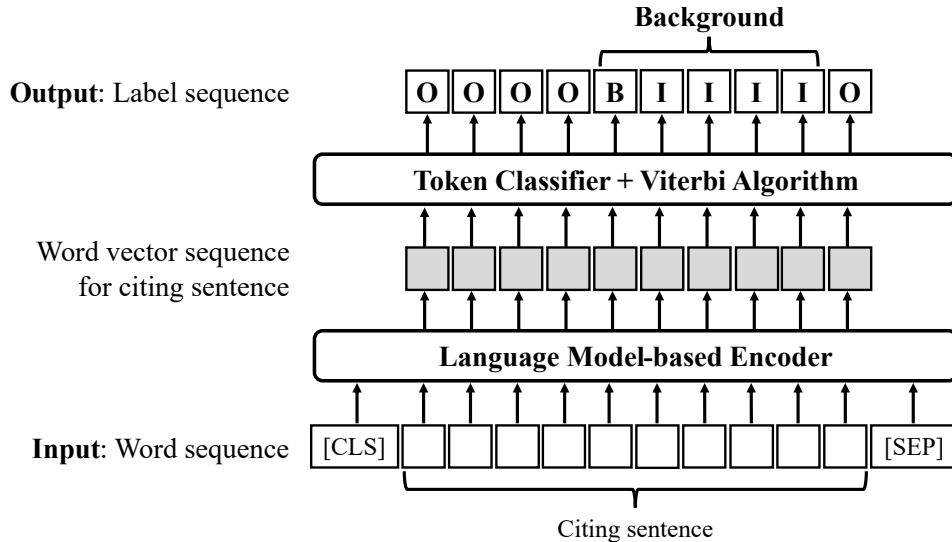 Background
Output: Label sequence
O O O O B I I I I O
Token Classifier + Viterbi Algorithm
Word vector sequence
for citing sentence
Language Model-based Encoder
Input: Word sequence
[CLS]
[SEP]
Citing sentence